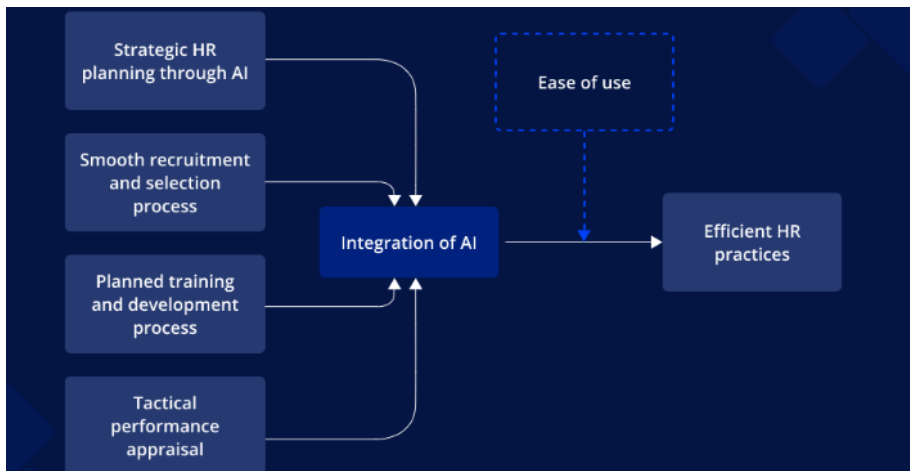 Strategic HR
planning through AI
Smooth recruitment
and selection
process
Planned training
and development
process
Tactical
performance
appraisal
Integration of AI
Ease of use
Efficient HR
practices